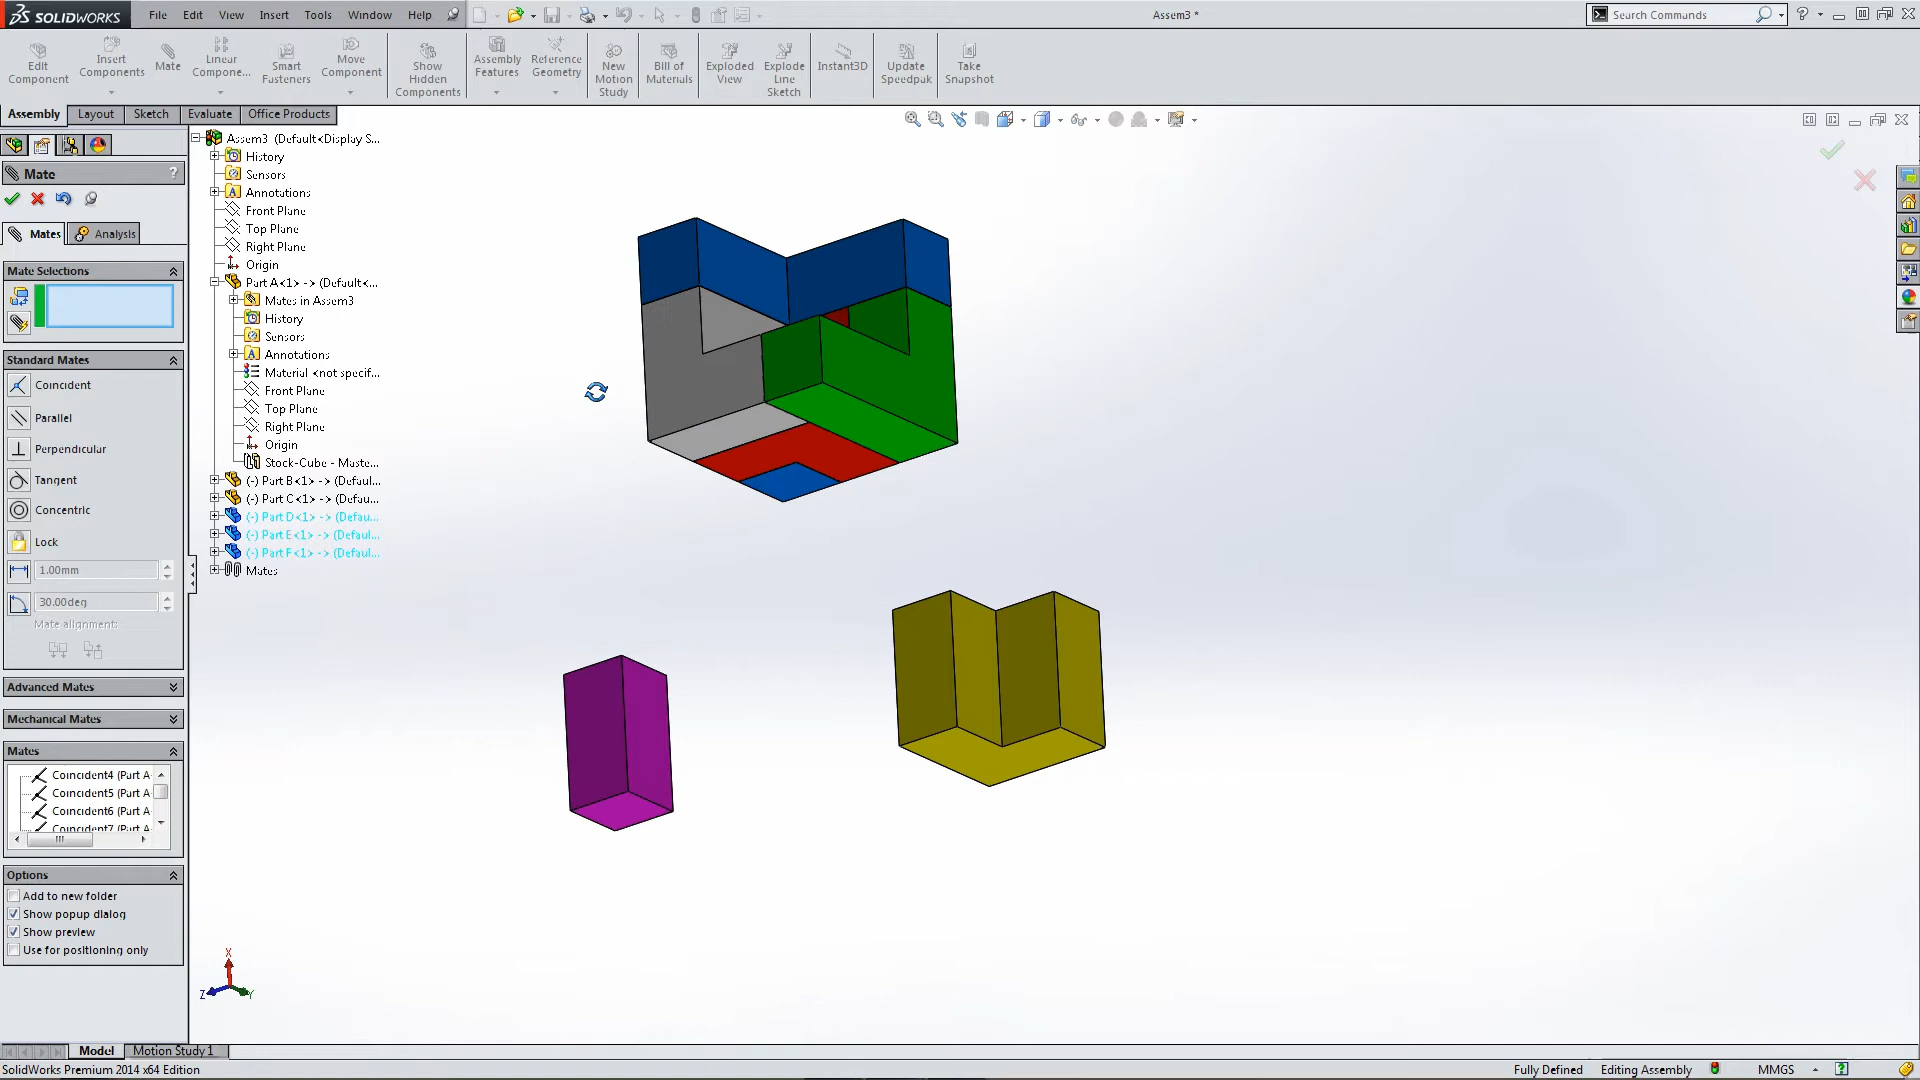 SOLIDWORKS File Edit View Insert Tools Window Help Assem3 * Search Commands
Edit Component
Insert Components
Mate
Linear Compone...
Smart Fasteners
Move Component
Show Hidden Components
Assembly Features
Reference Geometry
New Motion Study
Bill of Materials
Exploded View
Explode Line Sketch
Instant3D
Update Speedpak
Take Snapshot
Assembly Layout Sketch Evaluate Office Products
Mate ?
Mates Analysis
Mate Selections
Standard Mates
Coincident
Parallel
Perpendicular
Tangent
Concentric
Lock
1.00mm
30.00deg
Mate alignment:
Advanced Mates
Mechanical Mates
Mates
Coincident4 (Part A
Coincident5 (Part A
Coincident6 (Part A
Coincident7 (Part A
Options
Add to new folder
Show popup dialog
Show preview
Use for positioning only
Assem3 (Default<Display S...
History
Sensors
Annotations
Front Plane
Top Plane
Right Plane
Origin
Part A<1> -> (Default<...
Mates in Assem3
History
Sensors
Annotations
Material <not specif...
Front Plane
Top Plane
Right Plane
Origin
Stock-Cube - Maste...
(-) Part B<1> -> (Defaul...
(-) Part C<1> -> (Defau...
(-) Part D<1> -> (Defau...
(-) Part E<1> -> (Defaul...
(-) Part F<1> -> (Defaul...
Mates
X
Z Y
Model Motion Study 1
SolidWorks Premium 2014 x64 Edition Fully Defined Editing Assembly MMGS